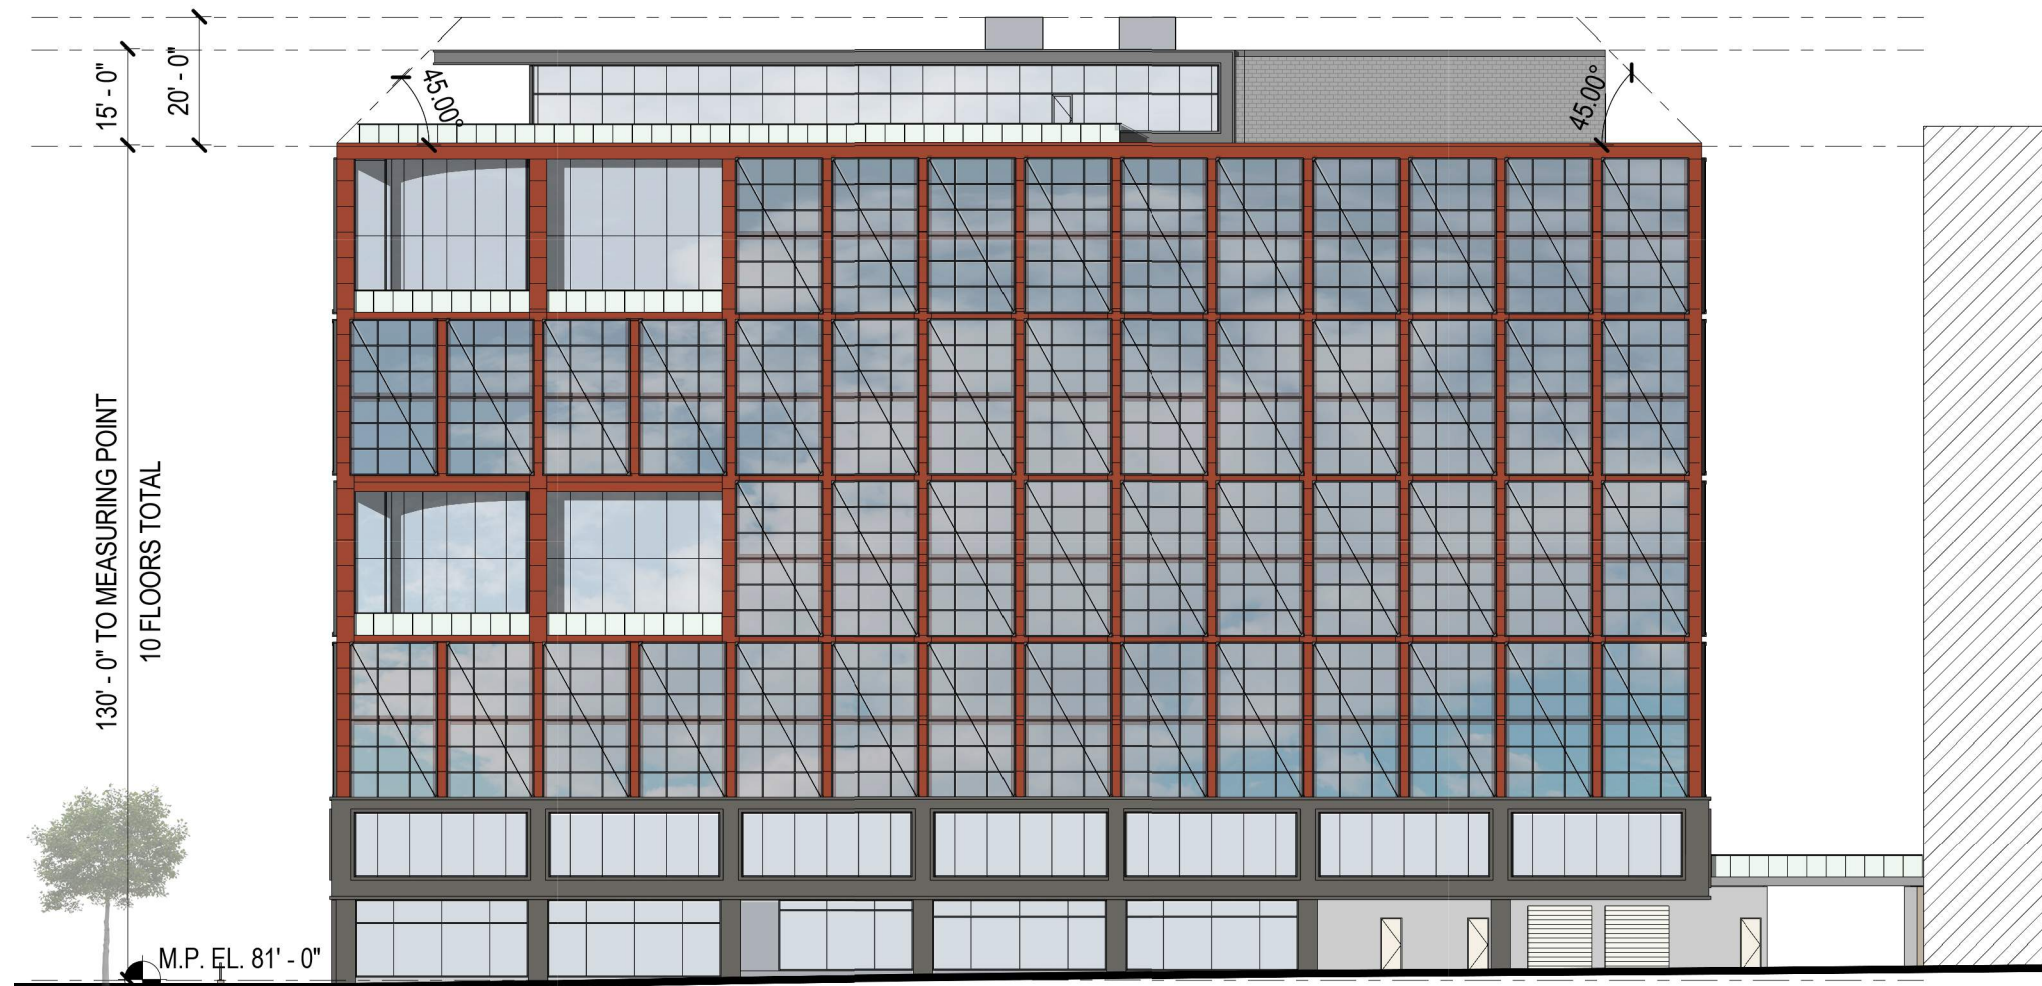 15' - 0"
20' - 0"
45.00°
45.00°
130' - 0" TO MEASURING POINT
10 FLOORS TOTAL
M.P. EL. 81' - 0"